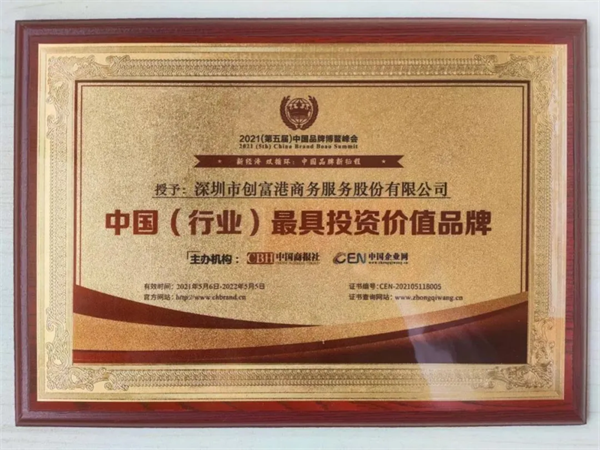 2021(第五届)中国品牌博鳌峰会
2021 (5th) China Brand Boao Summit
新经济 双循环：中国品牌新征程
授予：深圳市创富港商务服务股份有限公司
中国（行业）最具投资价值品牌
主办机构： CBH 中国商报社 CEN 中国企业网
有效时间：2021年5月6日-2022年5月5日 证书编号：CEN-202105118005
官方网站：http://www.chbrand.cn 证书查询网站：www.zhongqiwang.cn